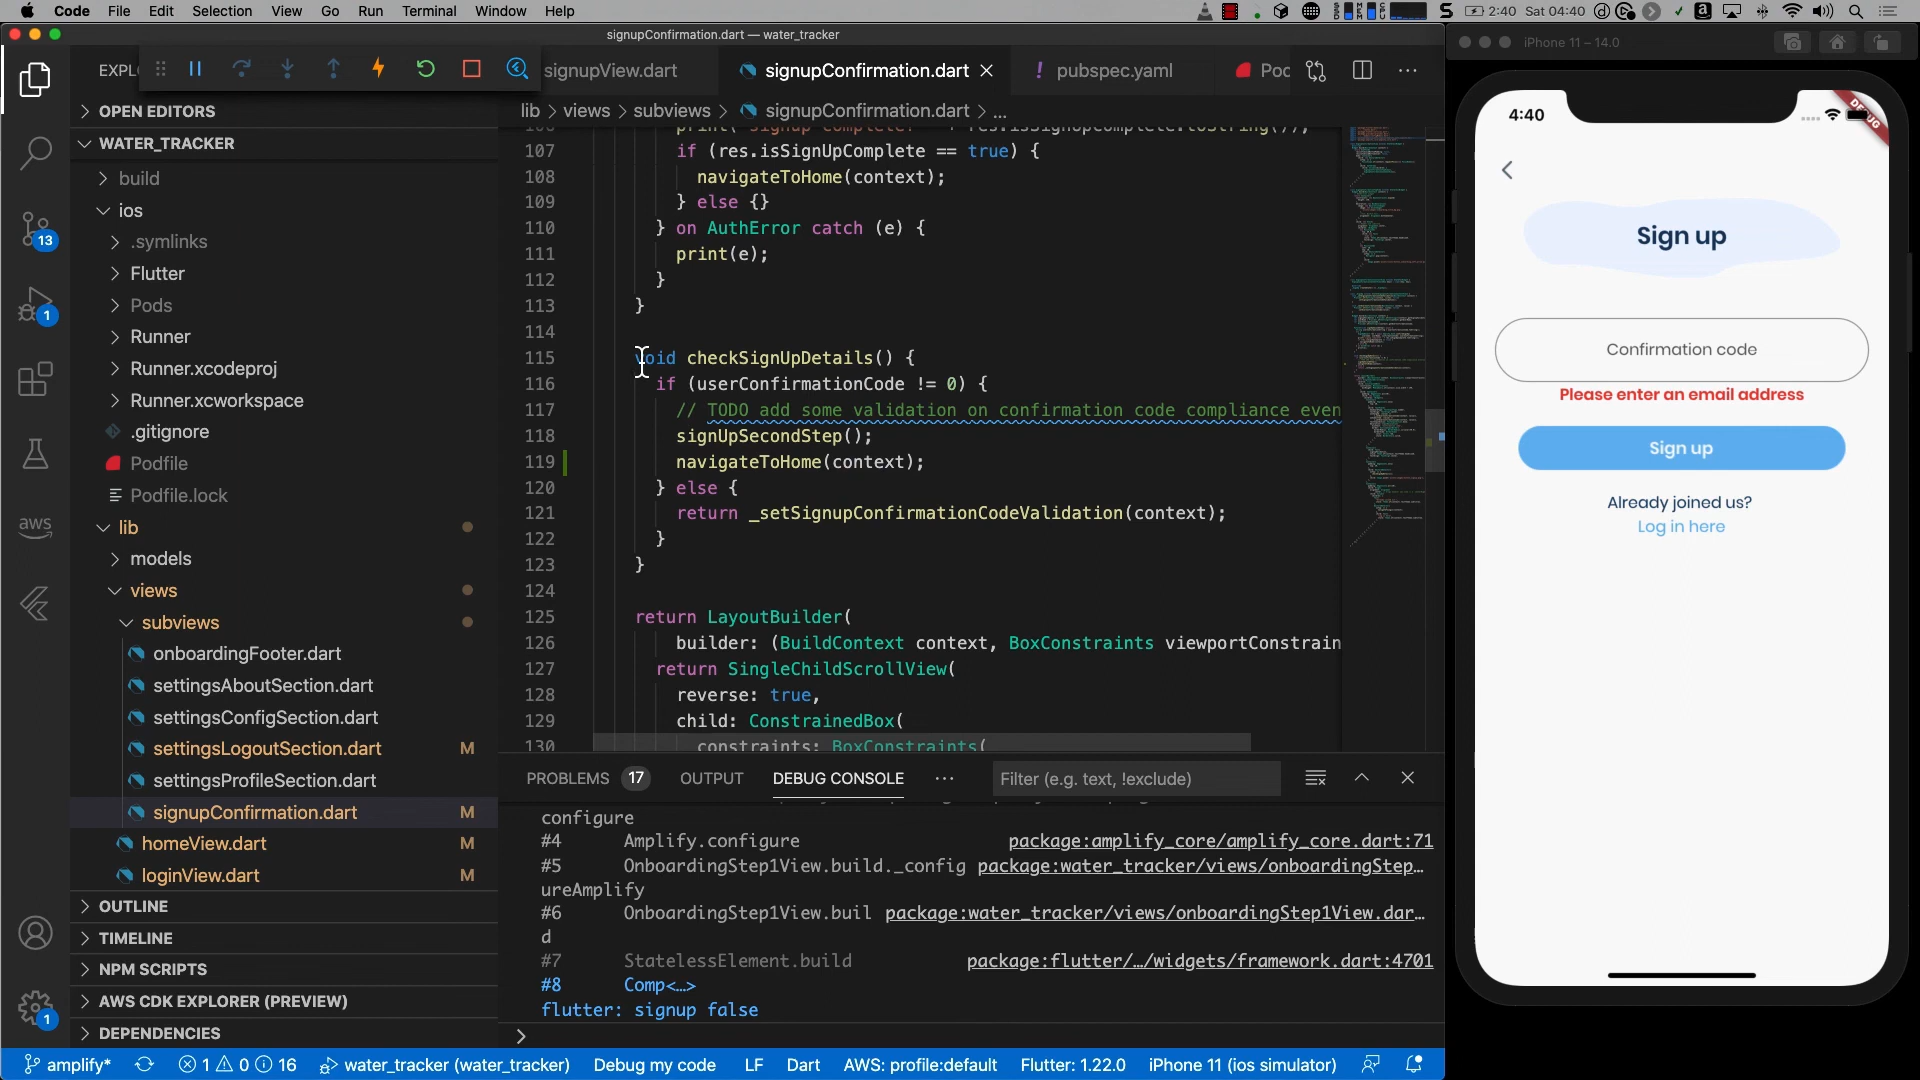 Code File Edit Selection View Go Run Terminal Window Help
2:40 Sat 04:40
signupConfirmation.dart — water_tracker
iPhone 11 – 14.0
EXPL
signupView.dart
signupConfirmation.dart
! pubspec.yaml
Poc
OPEN EDITORS
WATER_TRACKER
build
ios
.symlinks
Flutter
Pods
Runner
Runner.xcodeproj
Runner.xcworkspace
.gitignore
Podfile
Podfile.lock
lib
models
views
subviews
onboardingFooter.dart
settingsAboutSection.dart
settingsConfigSection.dart
settingsLogoutSection.dart M
settingsProfileSection.dart
signupConfirmation.dart M
homeView.dart M
loginView.dart M
OUTLINE
TIMELINE
NPM SCRIPTS
AWS CDK EXPLORER (PREVIEW)
DEPENDENCIES
13
1
aws
1
lib > views > subviews > signupConfirmation.dart > ...
107 if (res.isSignUpComplete == true) {
108 navigateToHome(context);
109 } else {}
110 } on AuthError catch (e) {
111 print(e);
112 }
113 }
114
115 void checkSignUpDetails() {
116 if (userConfirmationCode != 0) {
117 // TODO add some validation on confirmation code compliance even
118 signUpSecondStep();
119 navigateToHome(context);
120 } else {
121 return _setSignupConfirmationCodeValidation(context);
122 }
123 }
124
125 return LayoutBuilder(
126 builder: (BuildContext context, BoxConstraints viewportConstrain
127 return SingleChildScrollView(
128 reverse: true,
129 child: ConstrainedBox(
130 constraints: BoxConstraints(
PROBLEMS 17 OUTPUT DEBUG CONSOLE ··· Filter (e.g. text, !exclude)
configure
#4 Amplify.configure package:amplify_core/amplify_core.dart:71
#5 OnboardingStep1View.build._config package:water_tracker/views/onboardingStep…
ureAmplify
#6 OnboardingStep1View.buil package:water_tracker/views/onboardingStep1View.dar…
d
#7 StatelessElement.build package:flutter/…/widgets/framework.dart:4701
#8 Comp<…>
flutter: signup false
>
amplify* 1 0 16 water_tracker (water_tracker) Debug my code LF Dart AWS: profile:default Flutter: 1.22.0 iPhone 11 (ios simulator)
4:40
DEBUG
Sign up
Confirmation code
Please enter an email address
Sign up
Already joined us?
Log in here